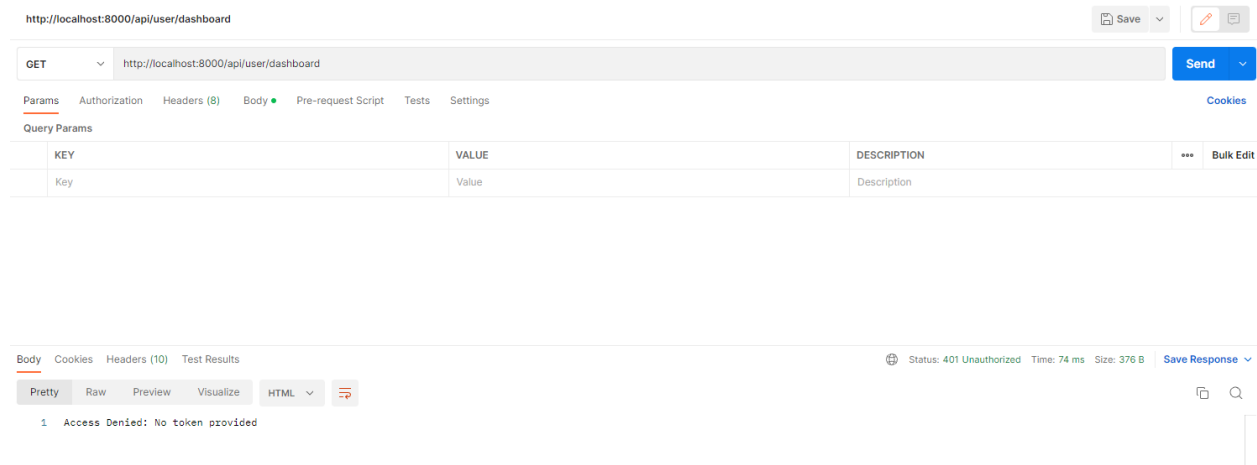 http://localhost:8000/api/user/dashboard Save
GET http://localhost:8000/api/user/dashboard Send
Params Authorization Headers (8) Body Pre-request Script Tests Settings Cookies
Query Params
KEY VALUE DESCRIPTION Bulk Edit
Key Value Description
Body Cookies Headers (10) Test Results Status: 401 Unauthorized Time: 74 ms Size: 376 B Save Response
Pretty Raw Preview Visualize HTML
1 Access Denied: No token provided